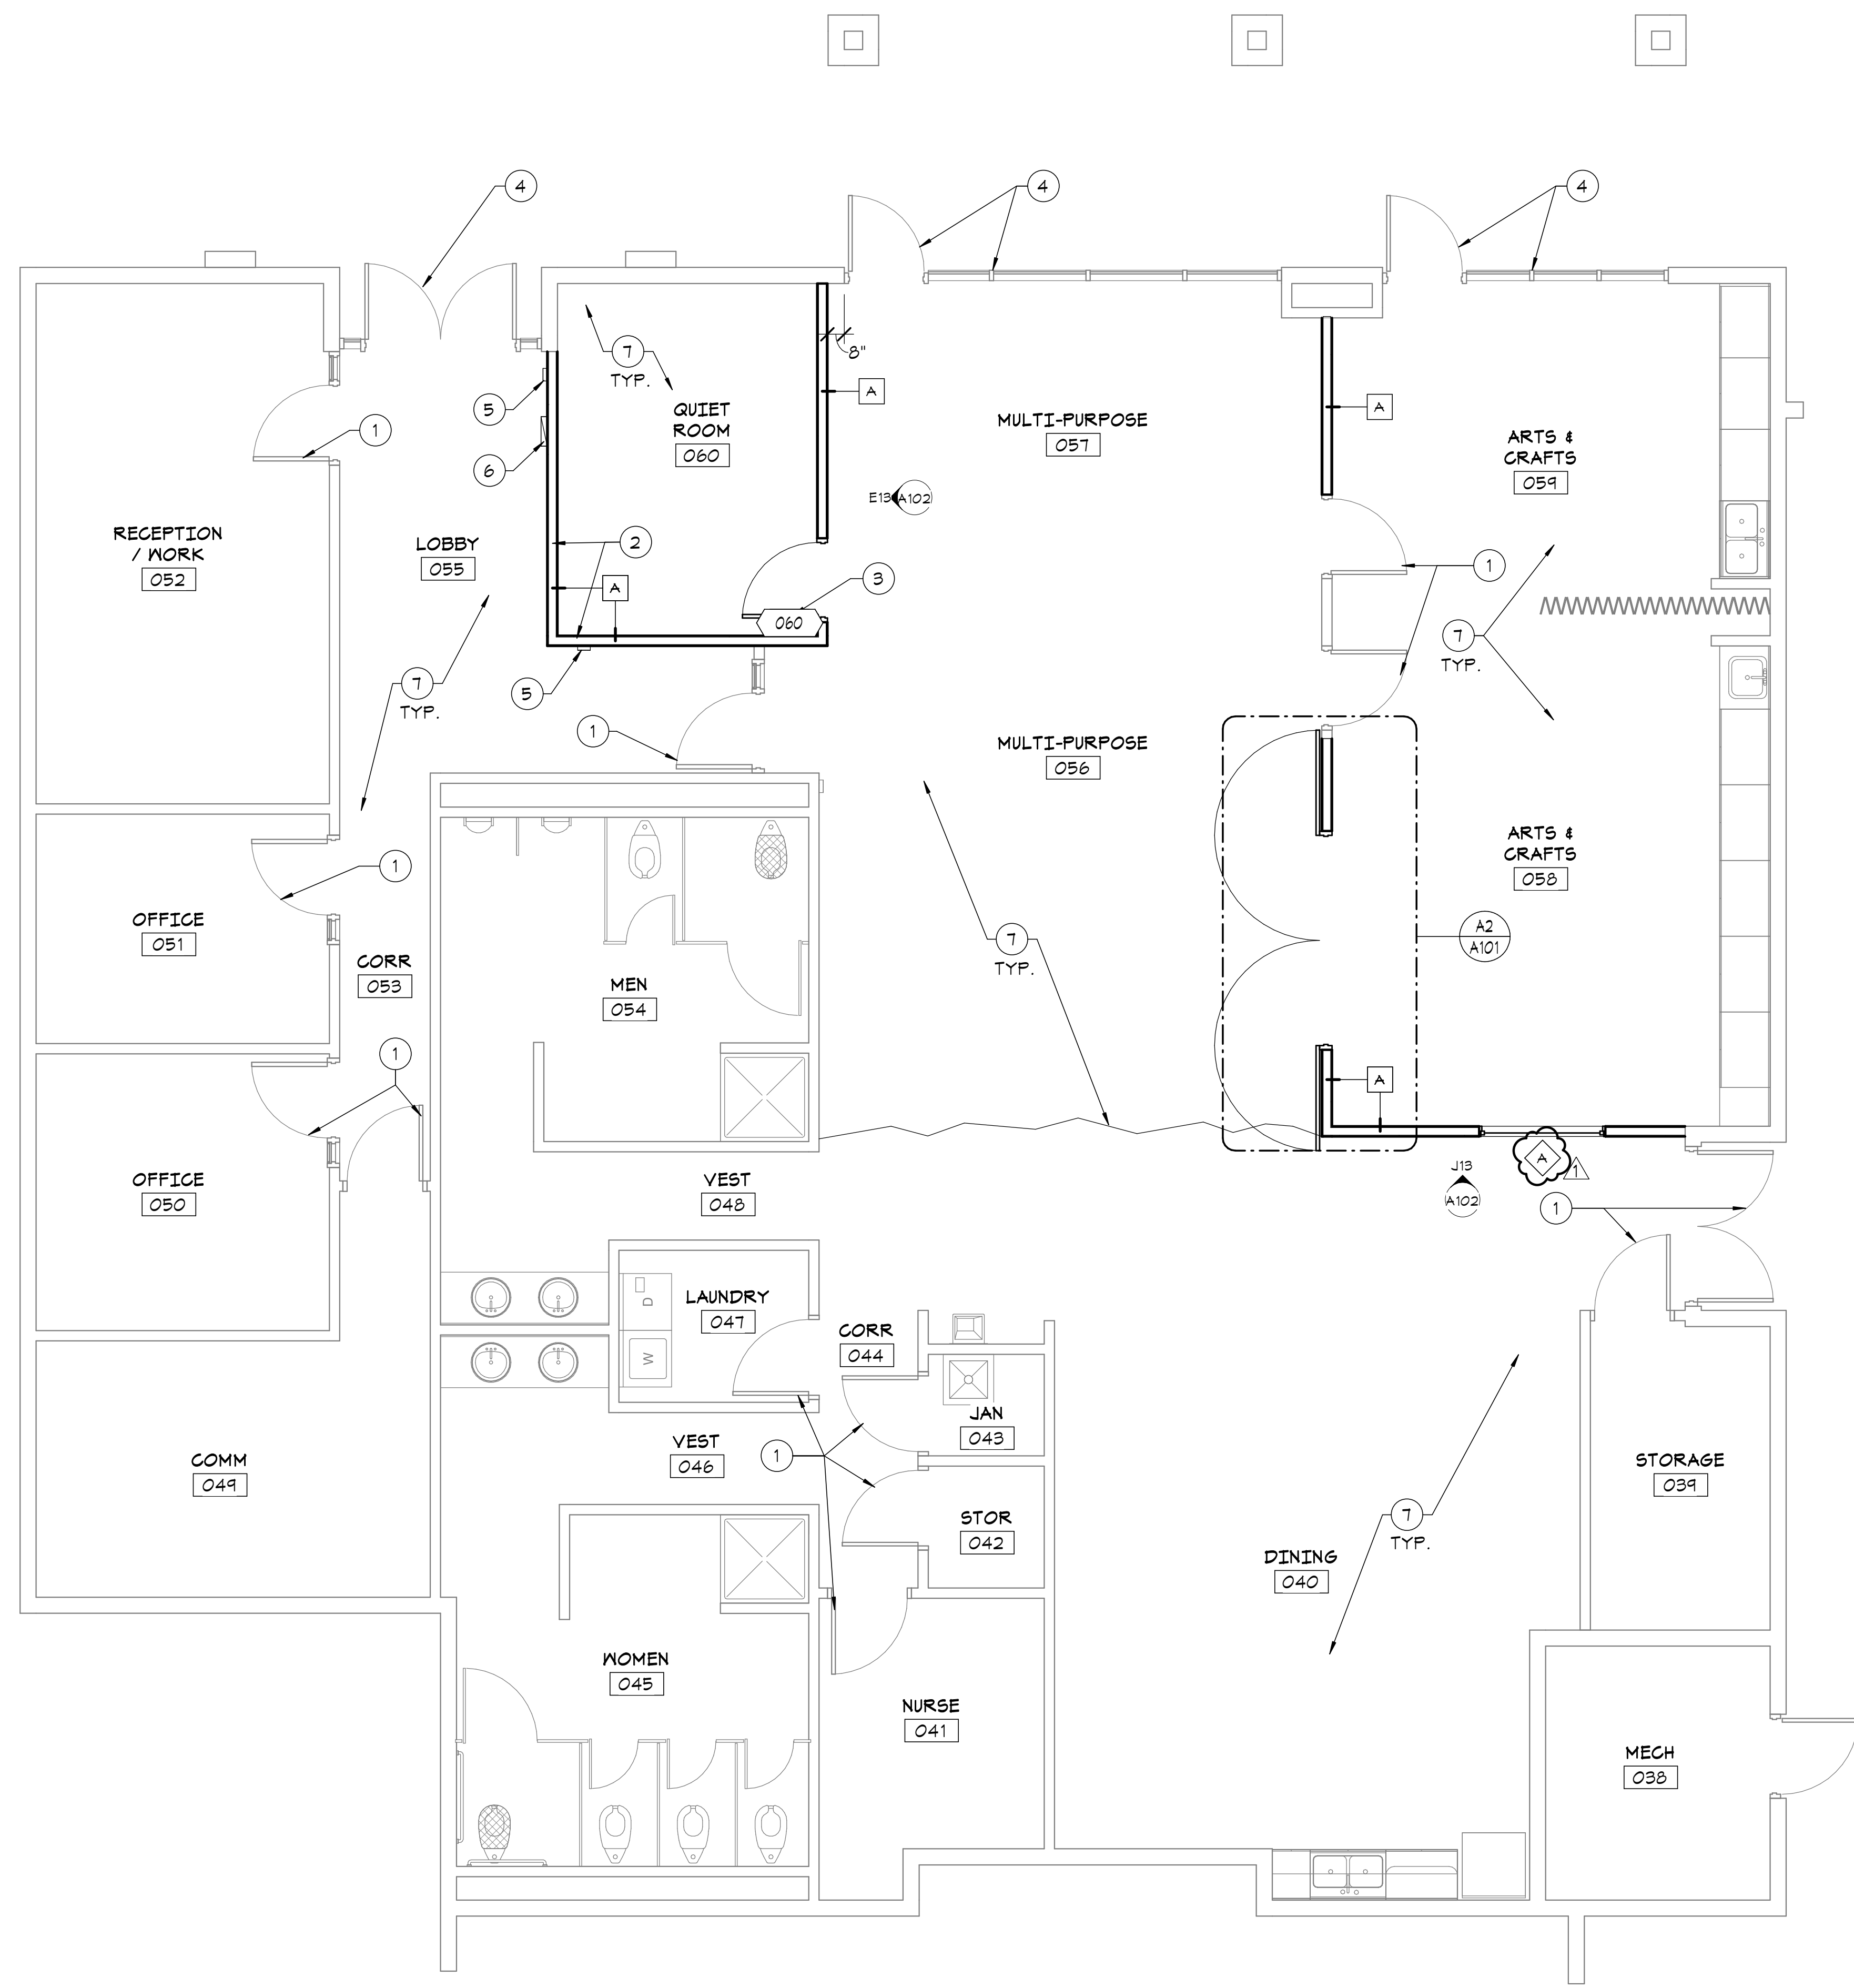 4
4
4
7
TYP.
8"
5
A
1
QUIET
ROOM
060
MULTI-PURPOSE
057
A
ARTS &
CRAFTS
059
6
E13
A102
RECEPTION
/ WORK
052
LOBBY
055
2
A
3
060
1
7
TYP.
7
TYP.
5
1
MULTI-PURPOSE
056
ARTS &
CRAFTS
058
1
OFFICE
051
CORR
053
MEN
054
7
TYP.
A2
A101
1
A
OFFICE
050
VEST
048
J13
A102
A
1
1
D
W
LAUNDRY
047
CORR
044
JAN
043
COMM
049
VEST
046
1
STOR
042
STORAGE
039
7
TYP.
DINING
040
WOMEN
045
NURSE
041
MECH
038